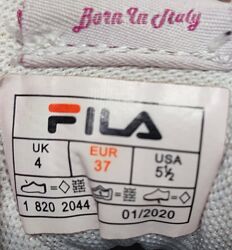 Born In Italy
FILA
UK EUR USA
4 37 5½
1 820 2044 01/2020